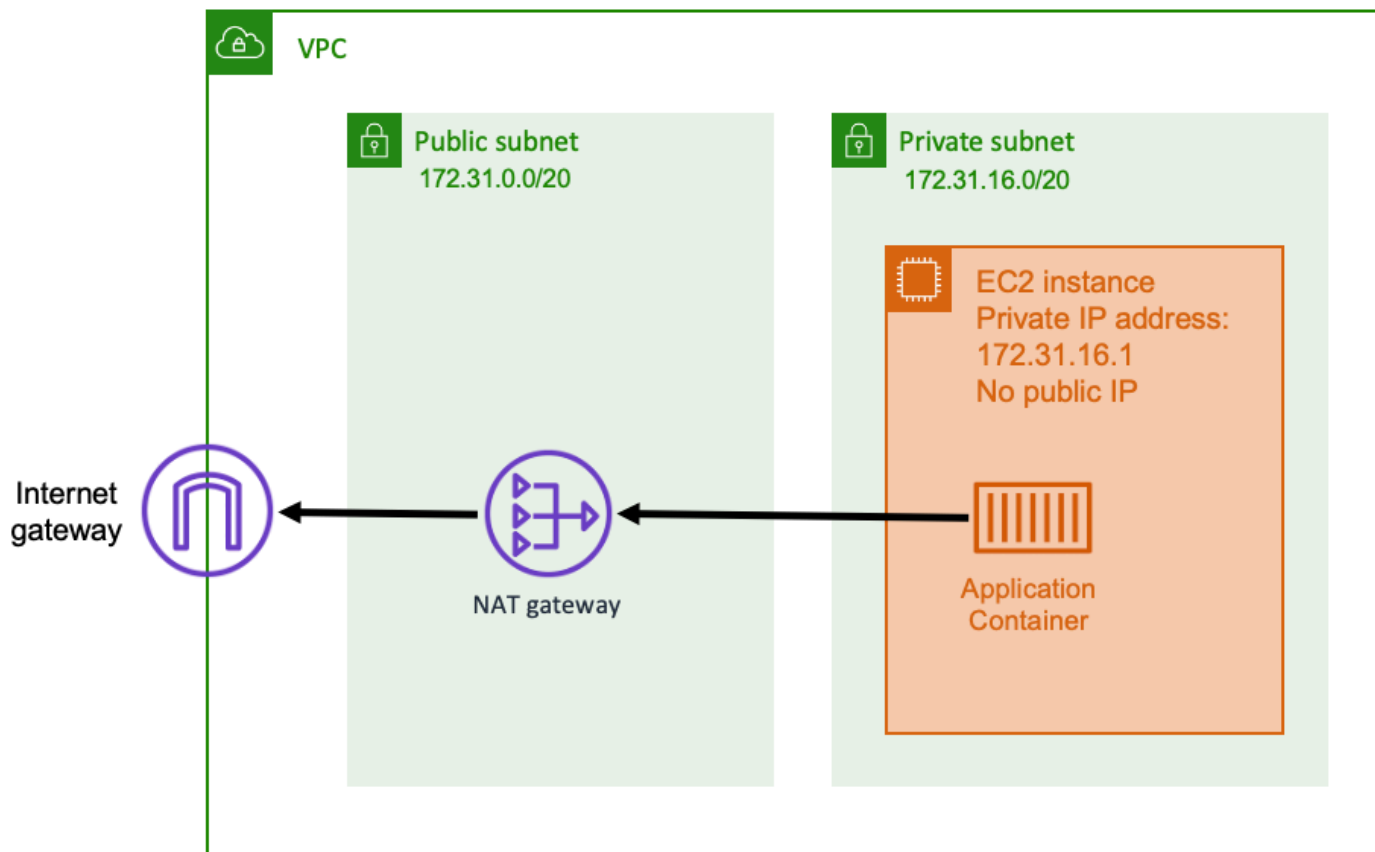 VPC
Public subnet
172.31.0.0/20
Private subnet
172.31.16.0/20
EC2 instance
Private IP address:
172.31.16.1
No public IP
Internet
gateway
NAT gateway
Application
Container